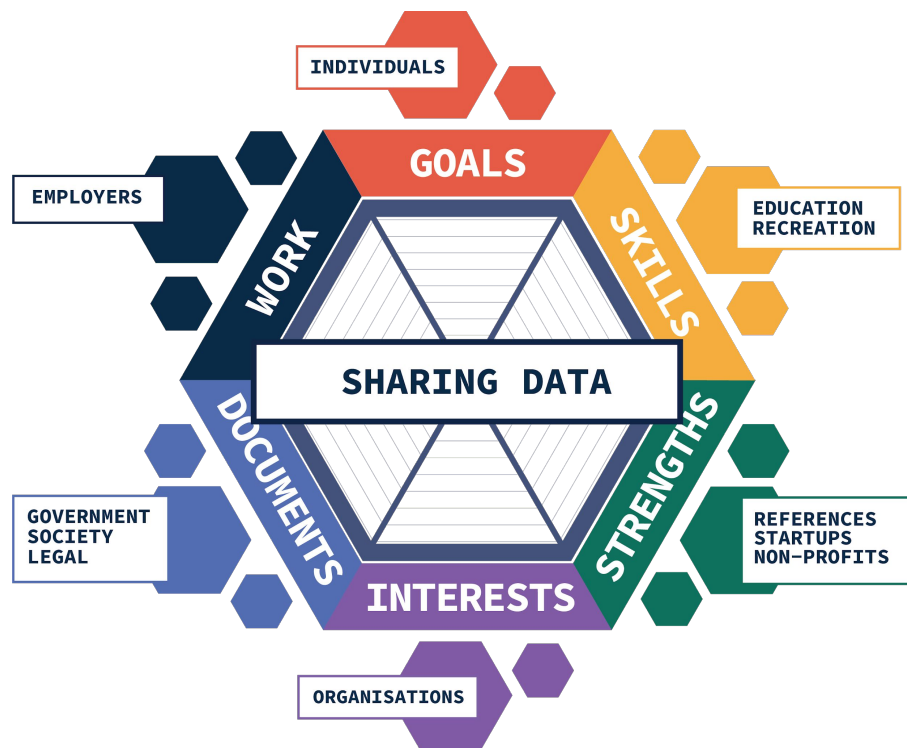 INDIVIDUALS
GOALS
EMPLOYERS
WORK
SKILLS
EDUCATION
RECREATION
SHARING DATA
DOCUMENTS
STRENGTHS
GOVERNMENT
SOCIETY
LEGAL
REFERENCES
STARTUPS
NON-PROFITS
INTERESTS
ORGANISATIONS